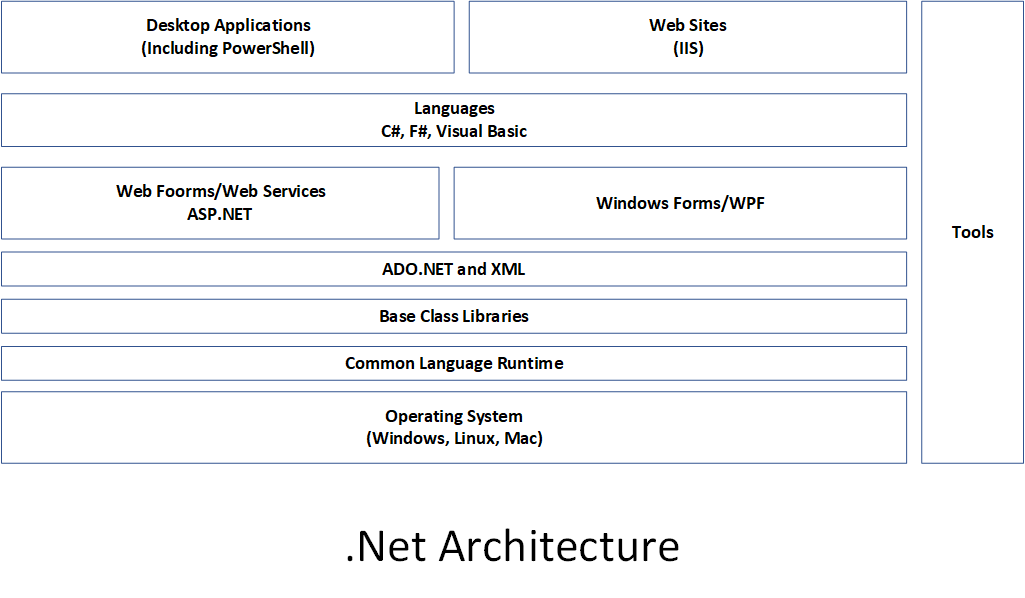 Desktop Applications
(Including PowerShell)
Web Sites
(IIS)
Languages
C#, F#, Visual Basic
Web Foorms/Web Services
ASP.NET
Windows Forms/WPF
Tools
ADO.NET and XML
Base Class Libraries
Common Language Runtime
Operating System
(Windows, Linux, Mac)
.Net Architecture